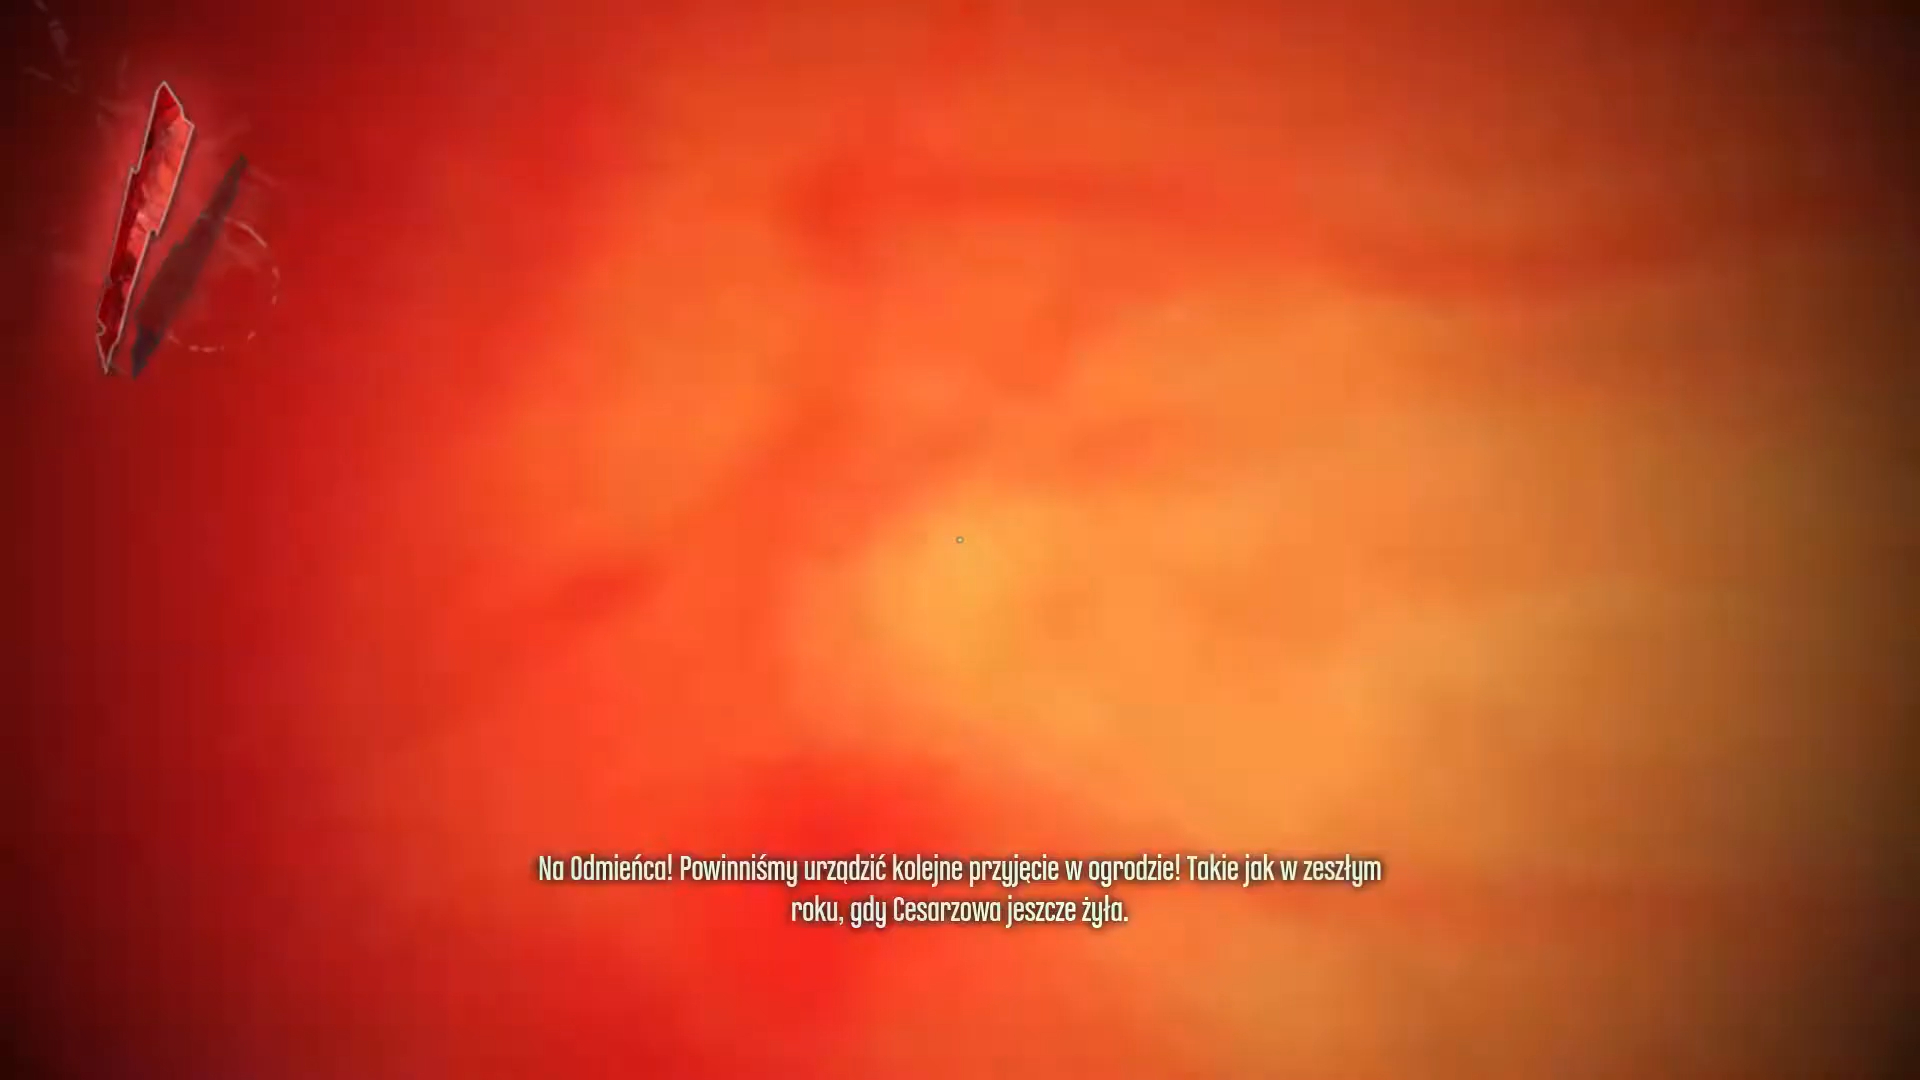 Na Odmieńca! Powinniśmy urządzić kolejne przyjęcie w ogrodzie! Takie jak w zeszłym
roku, gdy Cesarzowa jeszcze żyła.